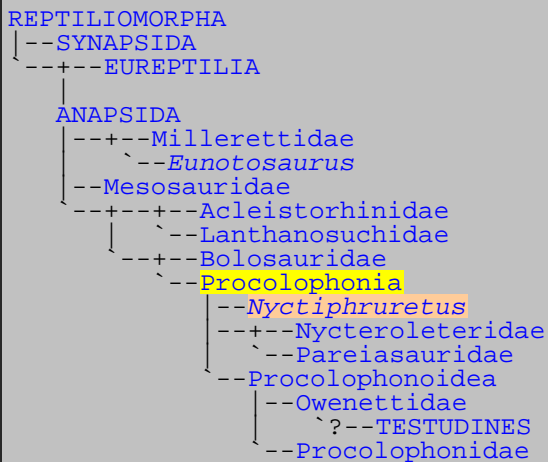 REPTILIOMORPHA
|--SYNAPSIDA
`--+--EUREPTILIA
   |
   ANAPSIDA
   |--+--Millerettidae
   |  `--Eunotosaurus
   |--Mesosauridae
   `--+--+--Acleistorhinidae
      |  `--Lanthanosuchidae
      `--+--Bolosauridae
         `--Procolophonia
            |--Nyctiphruretus
            |--+--Nycteroleteridae
            |  `--Pareiasauridae
            `--Procolophonoidea
               |--Owenettidae
               |   `?--TESTUDINES
               `--Procolophonidae